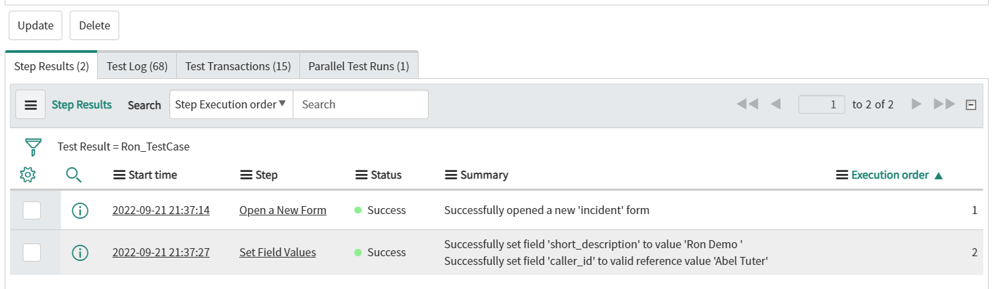 Update Delete
Step Results (2) Test Log (68) Test Transactions (15) Parallel Test Runs (1)
Step Results Search Step Execution order Search 1 to 2 of 2
Test Result = Ron_TestCase
Start time Step Status Summary Execution order
2022-09-21 21:37:14 Open a New Form Success Successfully opened a new 'incident' form 1
2022-09-21 21:37:27 Set Field Values Success Successfully set field 'short_description' to value 'Ron Demo ' 2
Successfully set field 'caller_id' to valid reference value 'Abel Tuter'